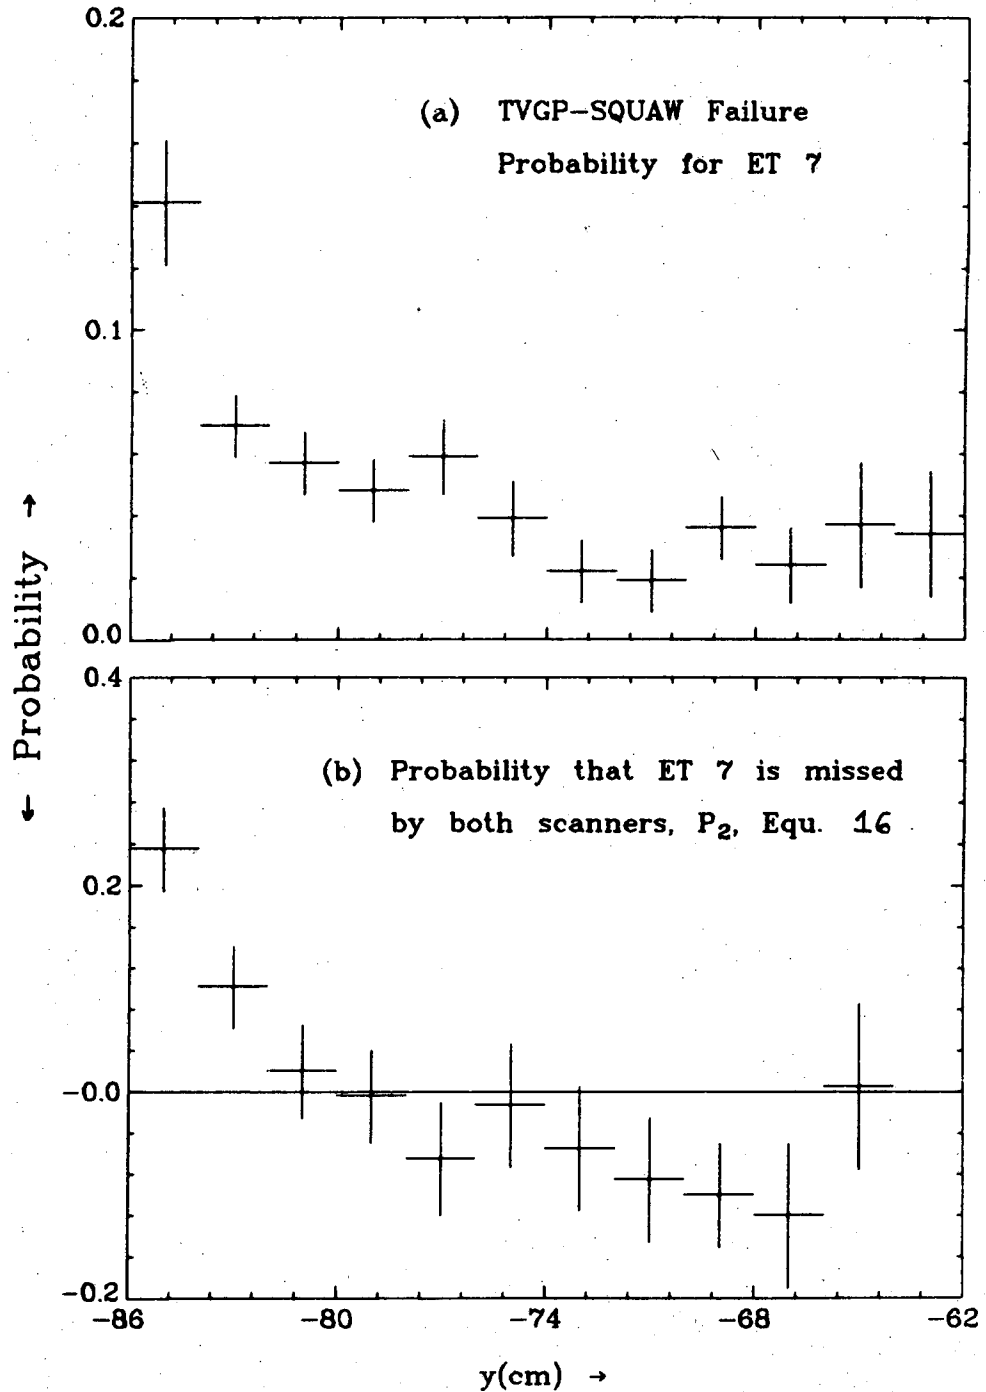 0.2
(a) TVGP-SQUAW Failure
Probability for ET 7
0.1
0.0
← Probability →
0.4
(b) Probability that ET 7 is missed
by both scanners, P₂, Equ. 16
0.2
-0.0
-0.2
-86 -80 -74 -68 -62
y(cm) →